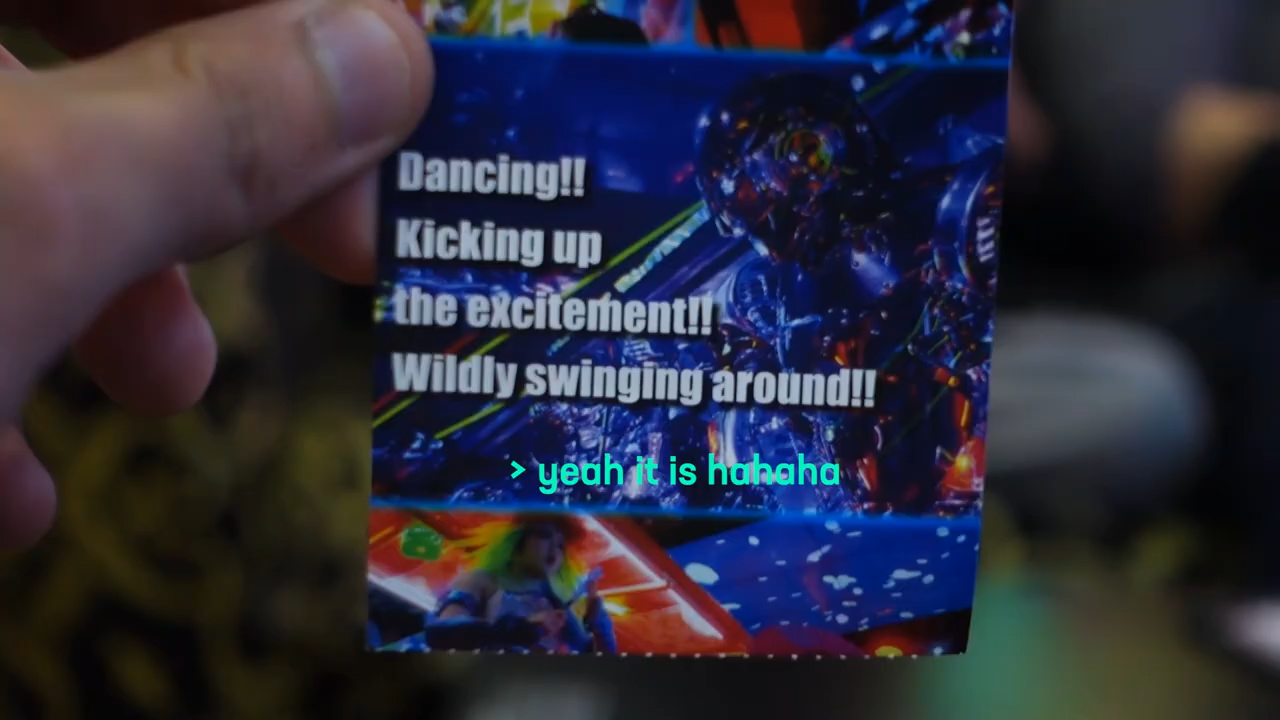 Dancing!!
Kicking up
the excitement!!
Wildly swinging around!!
> yeah it is hahaha